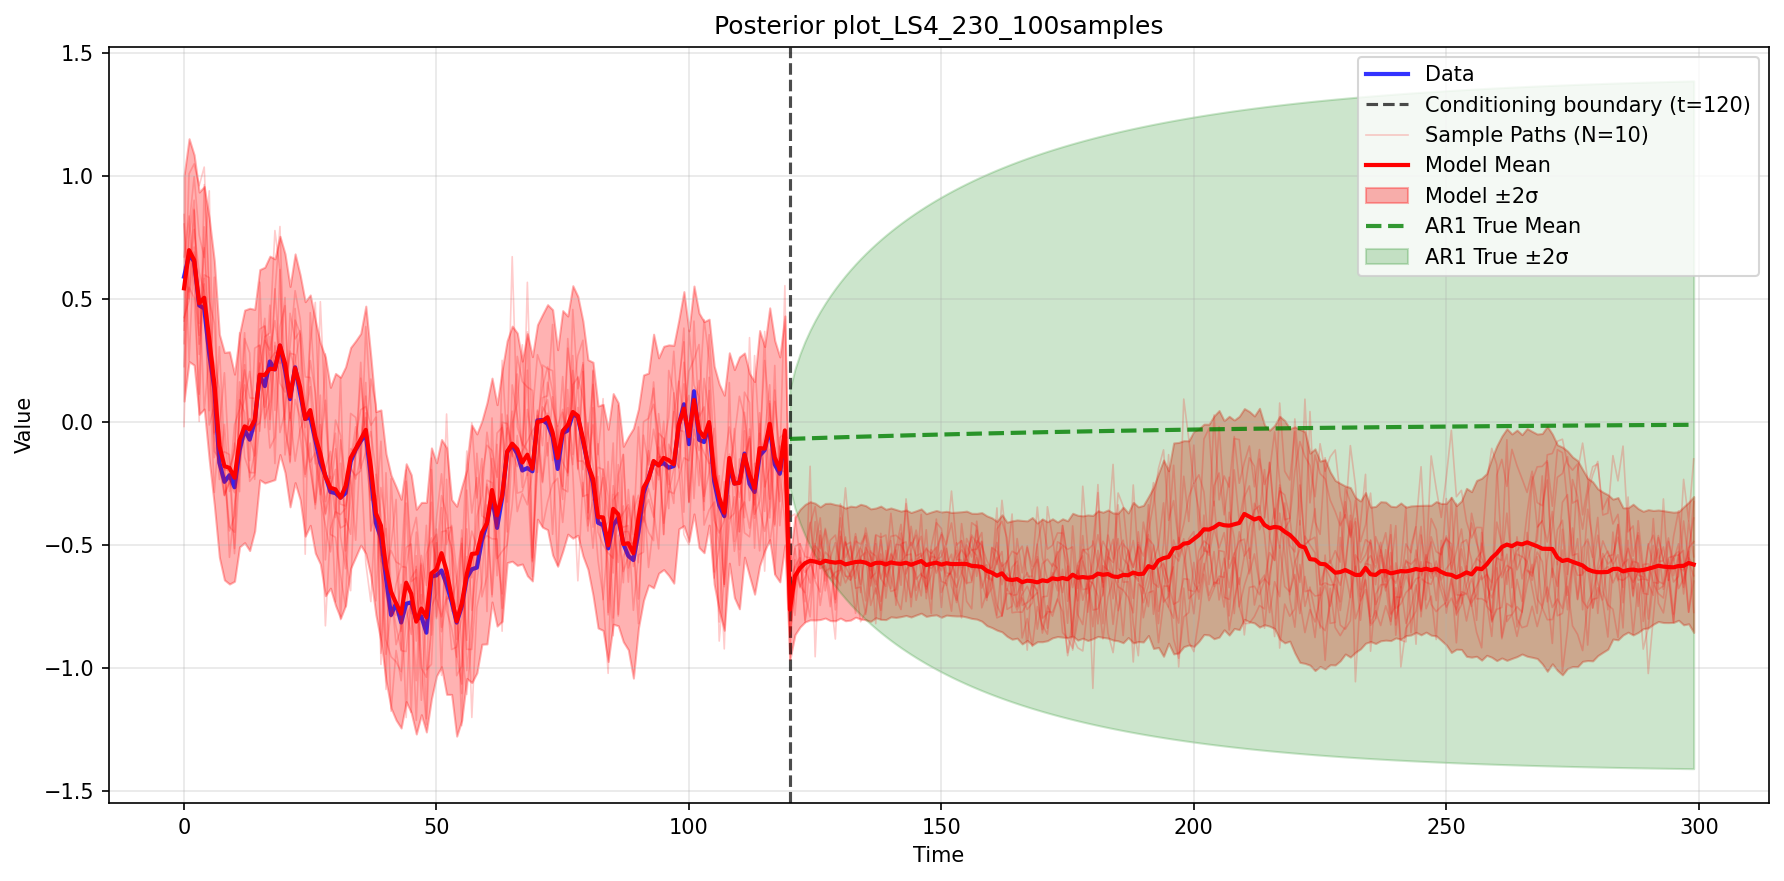 Posterior plot_LS4_230_100samples
Data
Conditioning boundary (t=120)
Sample Paths (N=10)
Model Mean
Model ±2σ
AR1 True Mean
AR1 True ±2σ
Value
1.5
1.0
0.5
0.0
−0.5
−1.0
−1.5
0 50 100 150 200 250 300
Time